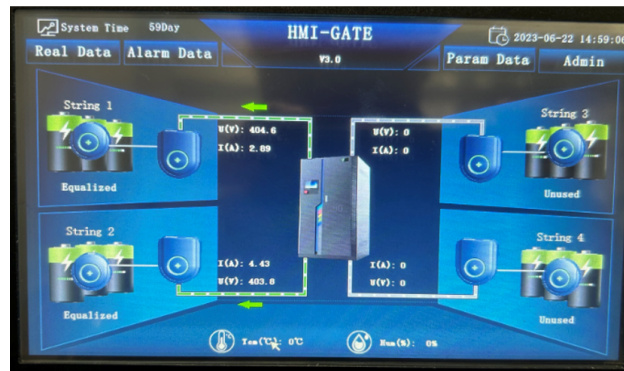 System Time 59Day
HMI-GATE
V3.0
2023-06-22 14:59:06
Real Data
Alarm Data
Param Data
Admin
String 1
U(V): 404.6
I(A): 2.89
Equalized
String 3
U(V): 0
I(A): 0
Unused
String 2
I(A): 4.43
U(V): 403.8
Equalized
String 4
I(A): 0
U(V): 0
Unused
Tem(℃): 0℃
Hum(%): 0%